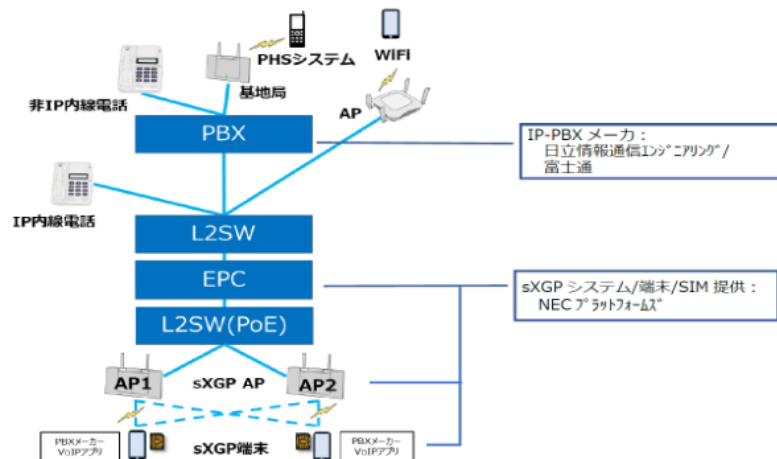 PHSシステム
WiFi
基地局
非IP内線電話
AP
PBX
IP-PBX メーカ：
日立情報通信ｴﾝｼﾞﾆｱﾘﾝｸﾞ/
富士通
IP内線電話
L2SW
EPC
sXGP システム/端末/SIM 提供：
NEC ﾌﾟﾗｯﾄﾌｫｰﾑｽﾞ
L2SW(PoE)
AP1
sXGP AP
AP2
PBXメーカー
VoIPアプリ
sXGP端末
PBXメーカー
VoIPアプリ